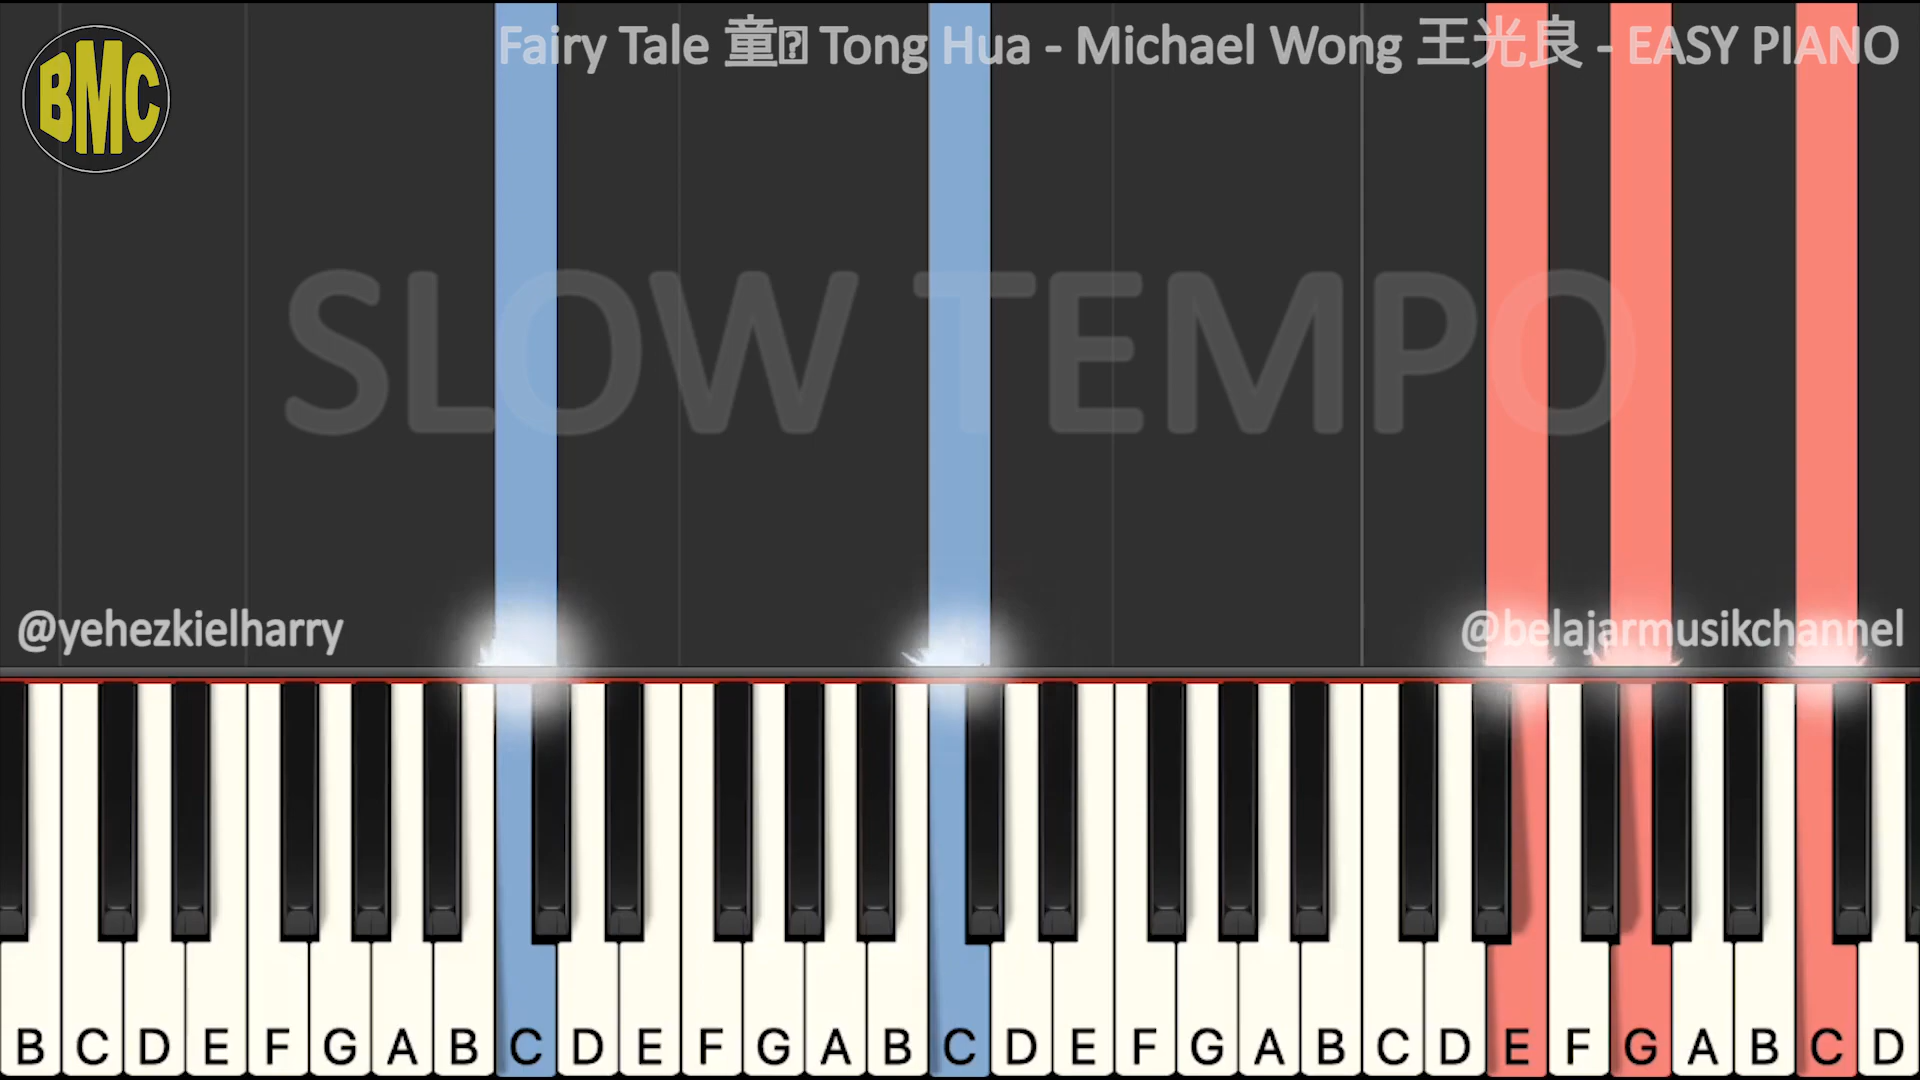 BMC
Fairy Tale 童 Tong Hua - Michael Wong 王光良 - EASY PIANO
SLOW TEMPO
@yehezkielharry
@belajarmusikchannel
B C D E F G A B C D E F G A B C D E F G A B C D E F G A B C D